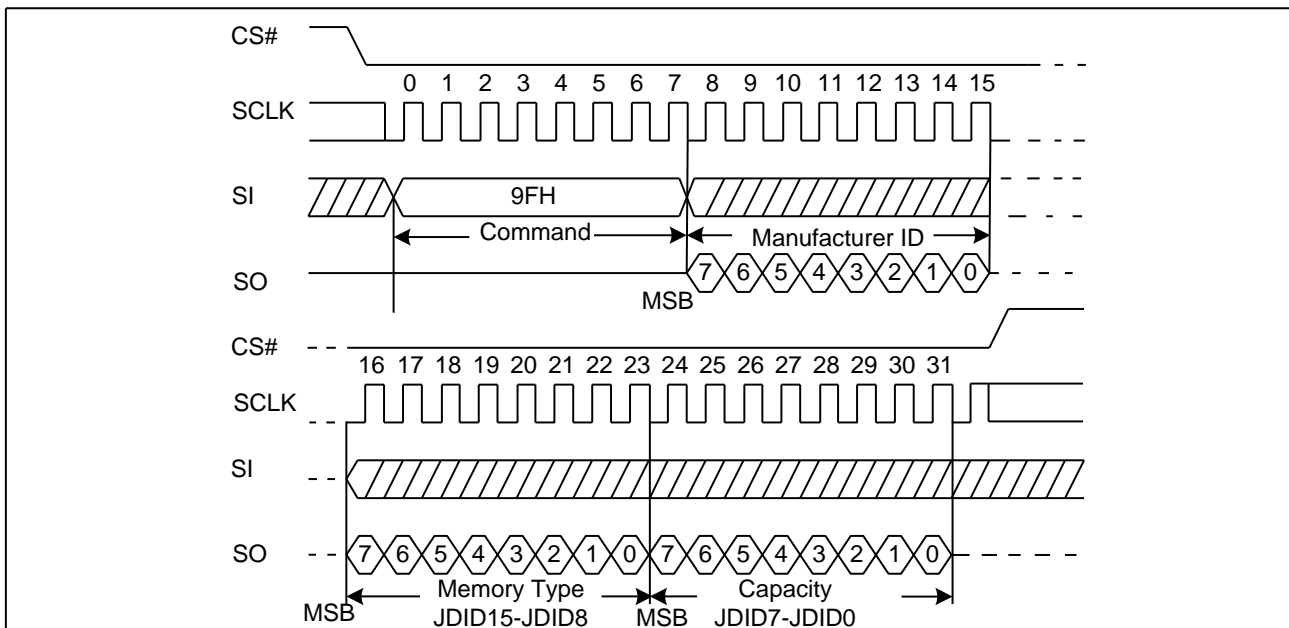 CS#
0 1 2 3 4 5 6 7 8 9 10 11 12 13 14 15
SCLK
SI
9FH
Command
Manufacturer ID
SO
7 6 5 4 3 2 1 0
MSB
CS#
16 17 18 19 20 21 22 23 24 25 26 27 28 29 30 31
SCLK
SI
SO
7 6 5 4 3 2 1 0 7 6 5 4 3 2 1 0
Memory Type Capacity
MSB JDID15-JDID8 MSB JDID7-JDID0